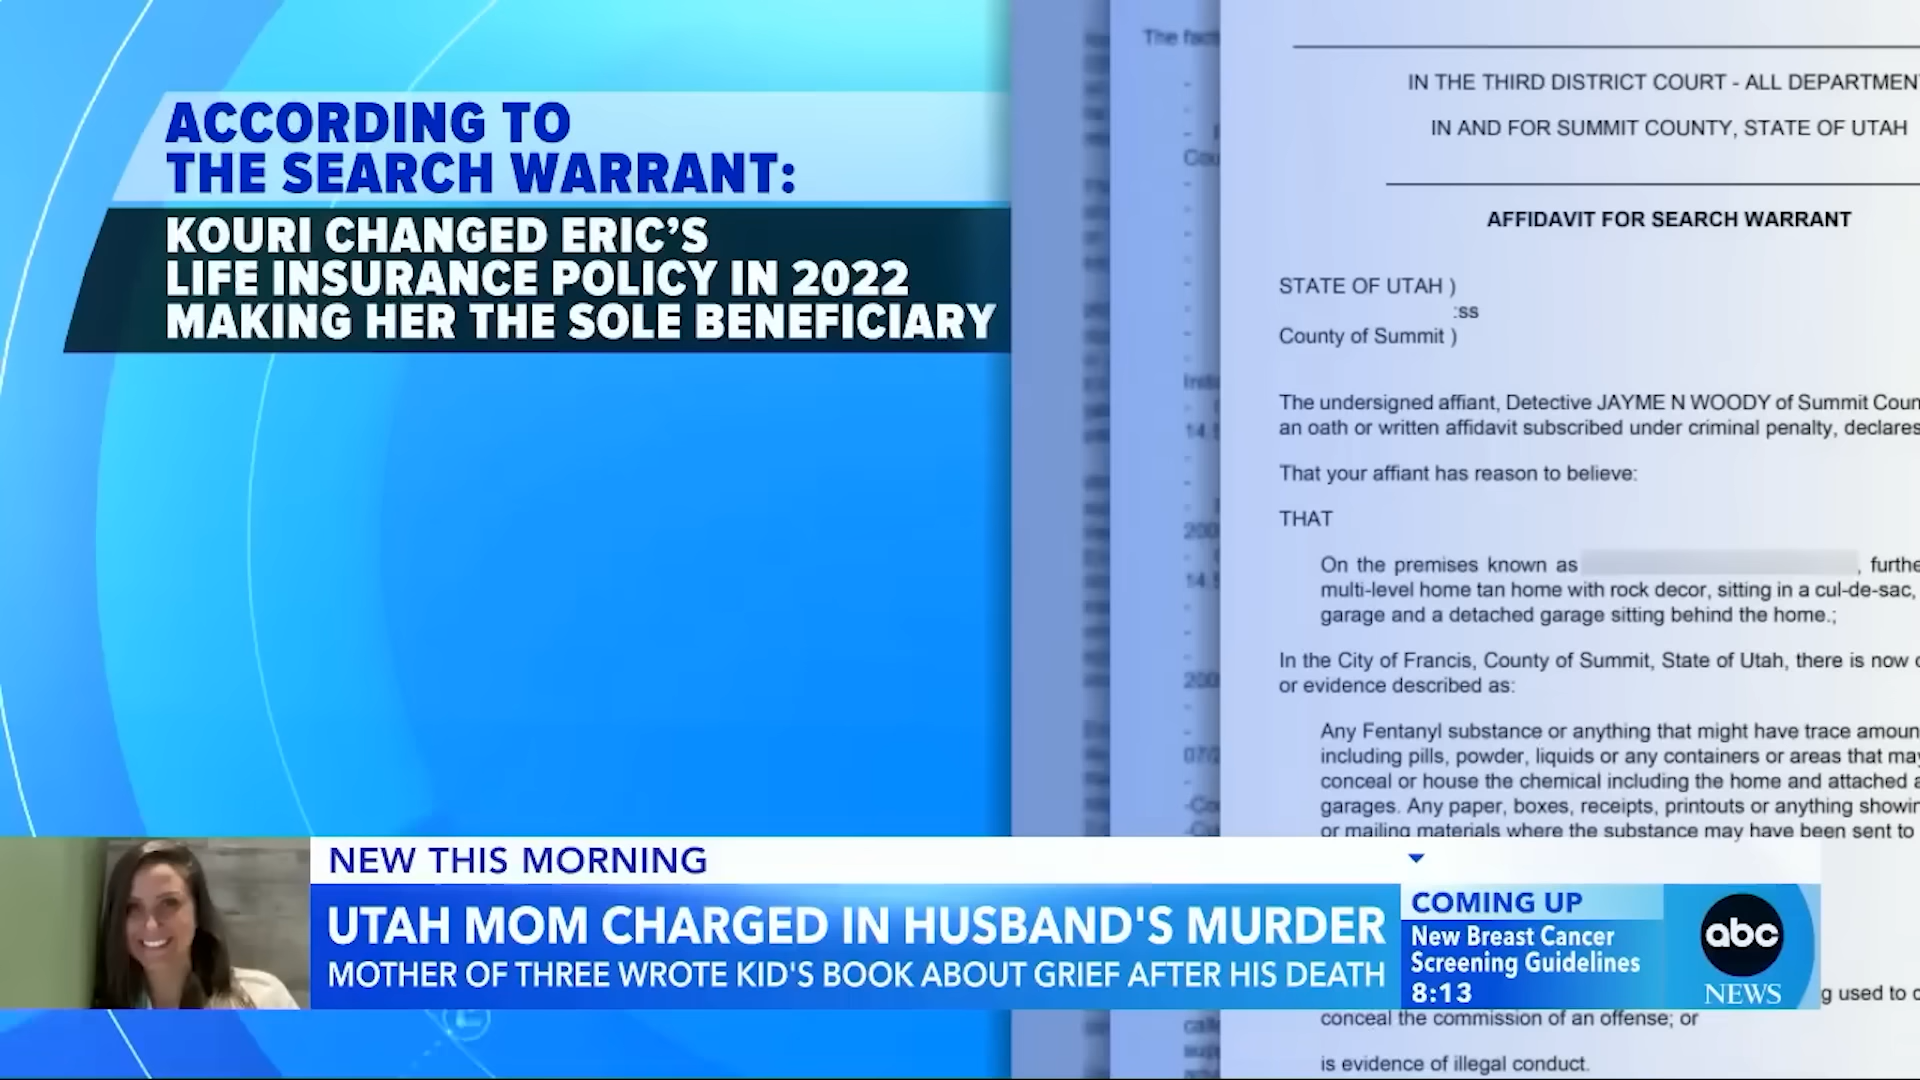 ACCORDING TO
THE SEARCH WARRANT:
KOURI CHANGED ERIC'S
LIFE INSURANCE POLICY IN 2022
MAKING HER THE SOLE BENEFICIARY
The
IN THE THIRD DISTRICT COURT - ALL
IN AND FOR SUMMIT COUNTY, STATE OF UTAH
AFFIDAVIT FOR SEARCH WARRANT
STATE OF UTAH )
:ss
County of Summit )
The undersigned affiant, Detective JAYME N WOODY of Summit
an oath or written affidavit subscribed under criminal penalty, declares
That your affiant has reason to believe:
THAT
On the premises known as ,
multi-level home tan home with rock decor, sitting in a cul-de-sac,
garage and a detached garage sitting behind the home.;
In the City of Francis, County of Summit, State of Utah, there is now
or evidence described as:
Any Fentanyl substance or anything that might have trace
including pills, powder, liquids or any containers or areas that may
conceal or house the chemical including the home and attached
garages. Any paper, boxes, receipts, printouts or anything
or mailing materials where the substance may have been sent to
used to
conceal the commission of an offense; or
is evidence of illegal conduct.
NEW THIS MORNING
UTAH MOM CHARGED IN HUSBAND'S MURDER
MOTHER OF THREE WROTE KID'S BOOK ABOUT GRIEF AFTER HIS DEATH
COMING UP
New Breast Cancer
Screening Guidelines
8:13
abc
NEWS